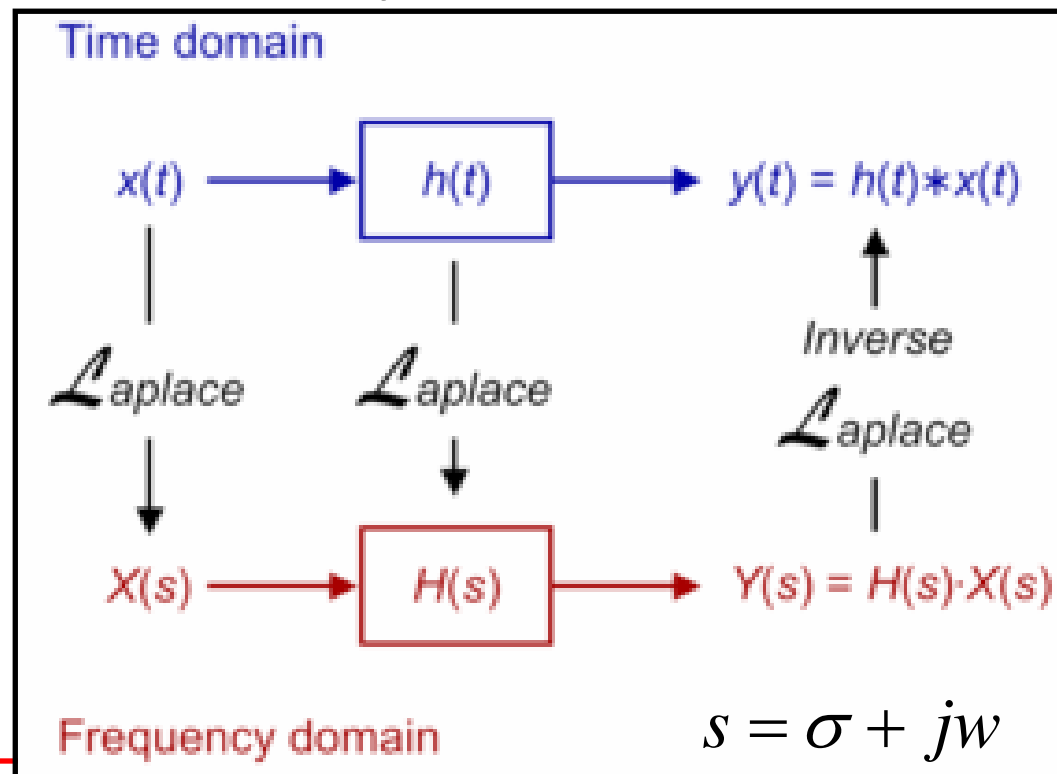 Time domain
x(t) h(t) y(t) = h(t)*x(t)
Inverse
Laplace Laplace Laplace
X(s) H(s) Y(s) = H(s)·X(s)
Frequency domain s = σ + jw